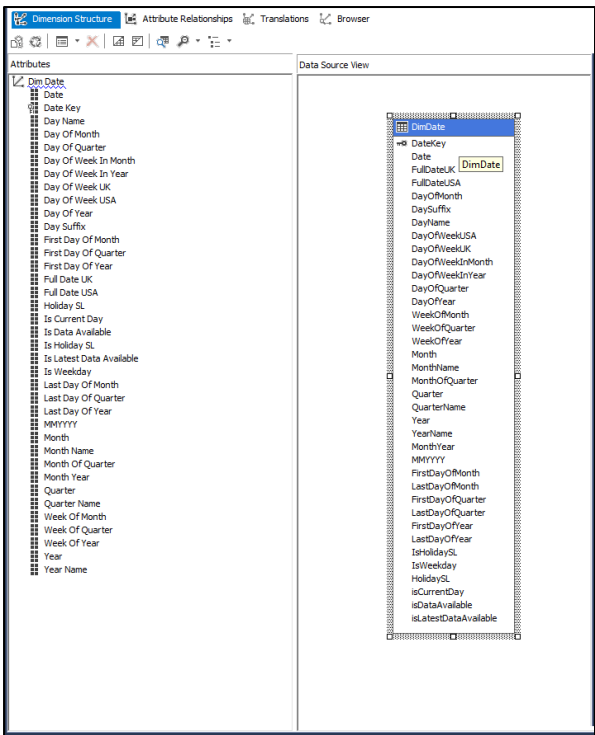 Dimension Structure Attribute Relationships Translations Browser
Attributes
Dim Date
Date
Date Key
Day Name
Day Of Month
Day Of Quarter
Day Of Week In Month
Day Of Week In Year
Day Of Week UK
Day Of Week USA
Day Of Year
Day Suffix
First Day Of Month
First Day Of Quarter
First Day Of Year
Full Date UK
Full Date USA
Holiday SL
Is Current Day
Is Data Available
Is Holiday SL
Is Latest Data Available
Is Weekday
Last Day Of Month
Last Day Of Quarter
Last Day Of Year
MMYYYY
Month
Month Name
Month Of Quarter
Month Year
Quarter
Quarter Name
Week Of Month
Week Of Quarter
Week Of Year
Year
Year Name
Data Source View
DimDate
DateKey
Date
DimDate
FullDateUK
FullDateUSA
DayOfMonth
DaySuffix
DayName
DayOfWeekUSA
DayOfWeekUK
DayOfWeekInMonth
DayOfWeekInYear
DayOfQuarter
DayOfYear
WeekOfMonth
WeekOfQuarter
WeekOfYear
Month
MonthName
MonthOfQuarter
Quarter
QuarterName
Year
YearName
MonthYear
MMYYYY
FirstDayOfMonth
LastDayOfMonth
FirstDayOfQuarter
LastDayOfQuarter
FirstDayOfYear
LastDayOfYear
IsHolidaySL
IsWeekday
HolidaySL
isCurrentDay
isDataAvailable
isLatestDataAvailable